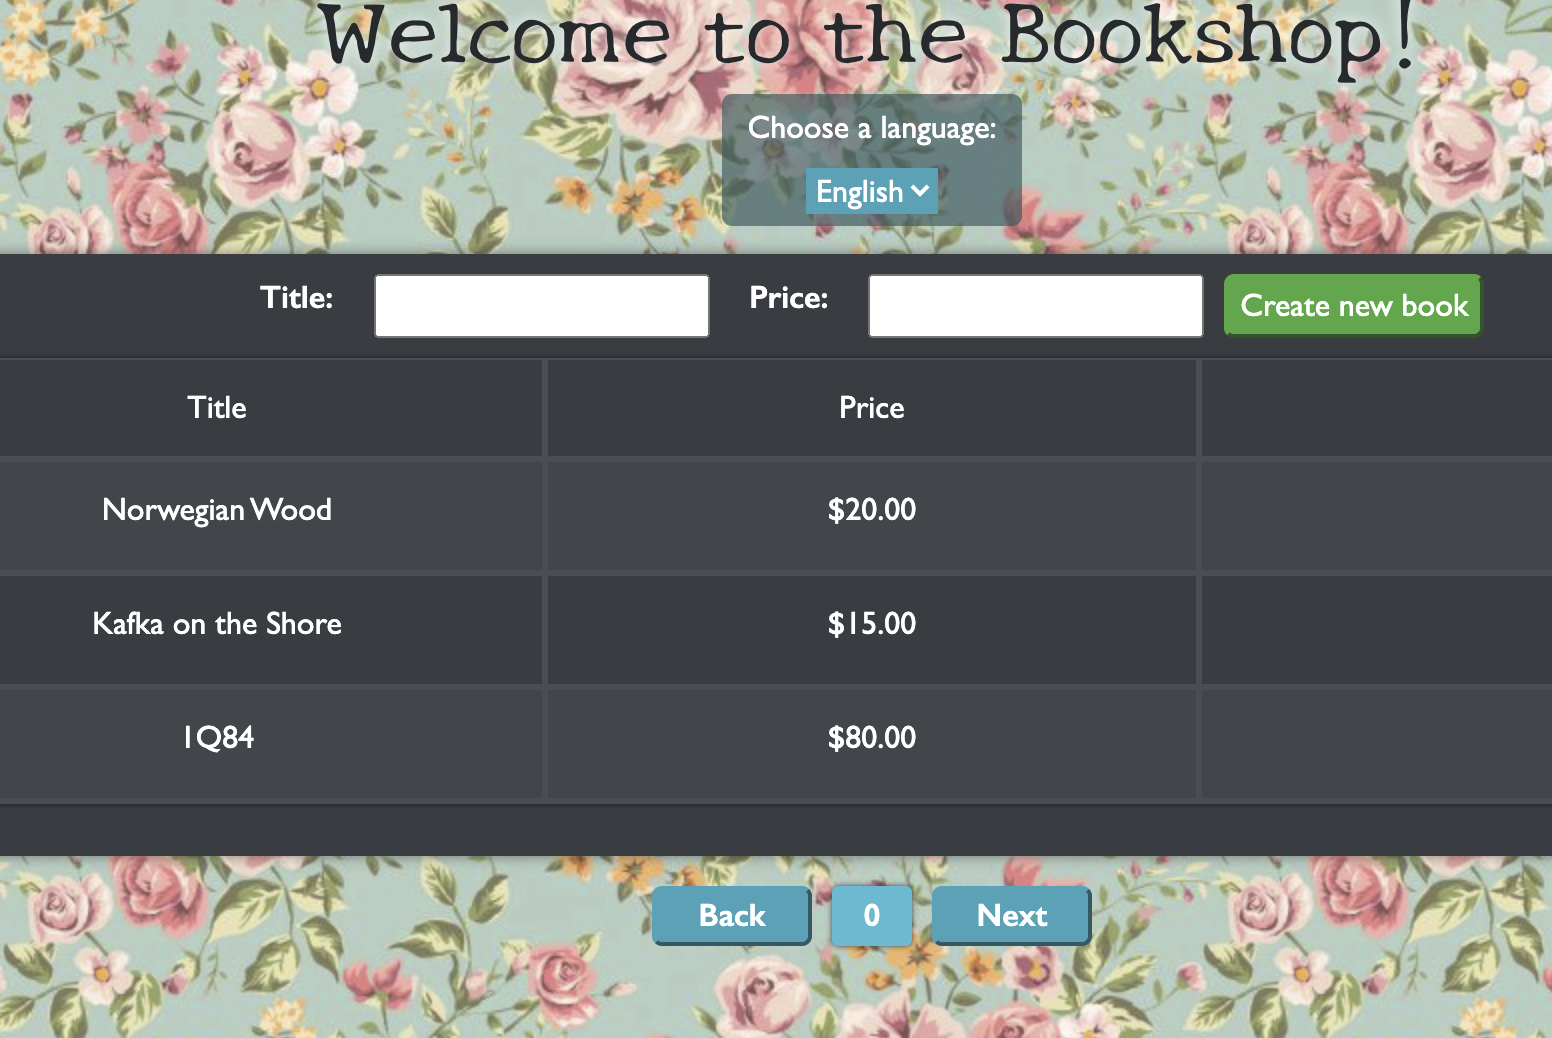 Welcome to the Bookshop!
Choose a language:
English
Title:
Price:
Create new book
Title
Price
Norwegian Wood
$20.00
Kafka on the Shore
$15.00
1Q84
$80.00
Back
0
Next